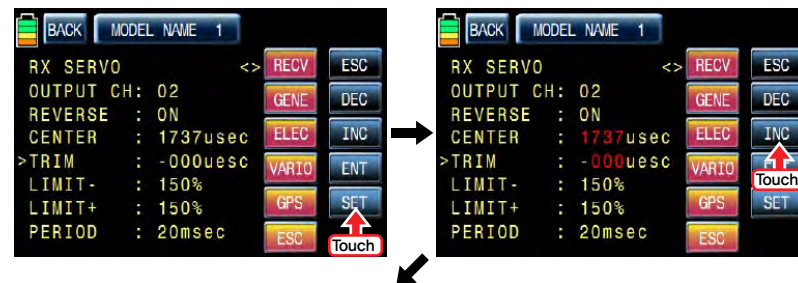 BACK MODEL NAME 1
RX SERVO <> RECV ESC
OUTPUT CH: 02 GENE DEC
REVERSE : ON
CENTER : 1737usec ELEC INC
>TRIM : -000uesc VARIO ENT
LIMIT- : 150%
LIMIT+ : 150% GPS SET
PERIOD : 20msec ESC Touch
BACK MODEL NAME 1
RX SERVO <> RECV ESC
OUTPUT CH: 02 GENE DEC
REVERSE : ON
CENTER : 1737usec ELEC INC
>TRIM : -000uesc VARIO
LIMIT- : 150% Touch
LIMIT+ : 150% GPS SET
PERIOD : 20msec ESC